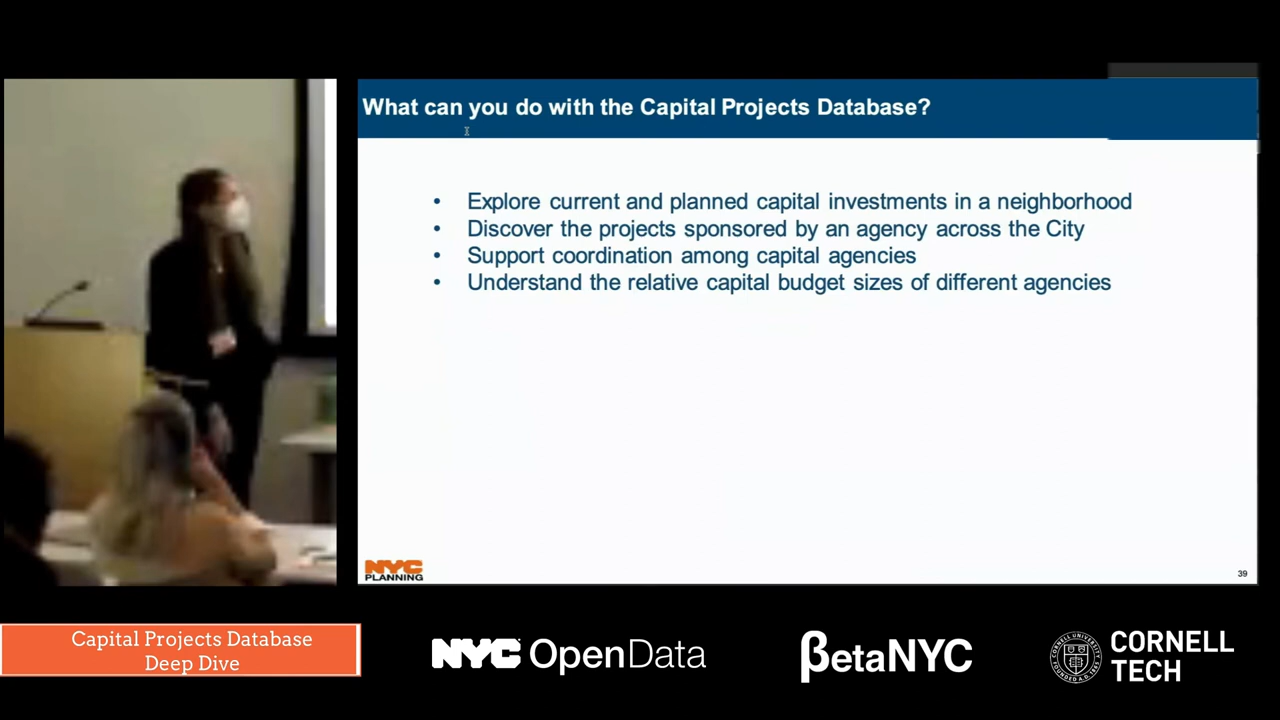 What can you do with the Capital Projects Database?
• Explore current and planned capital investments in a neighborhood
• Discover the projects sponsored by an agency across the City
• Support coordination among capital agencies
• Understand the relative capital budget sizes of different agencies
NYC
PLANNING
39
Capital Projects Database
Deep Dive
NYC OpenData
βetaNYC
CORNELL
TECH